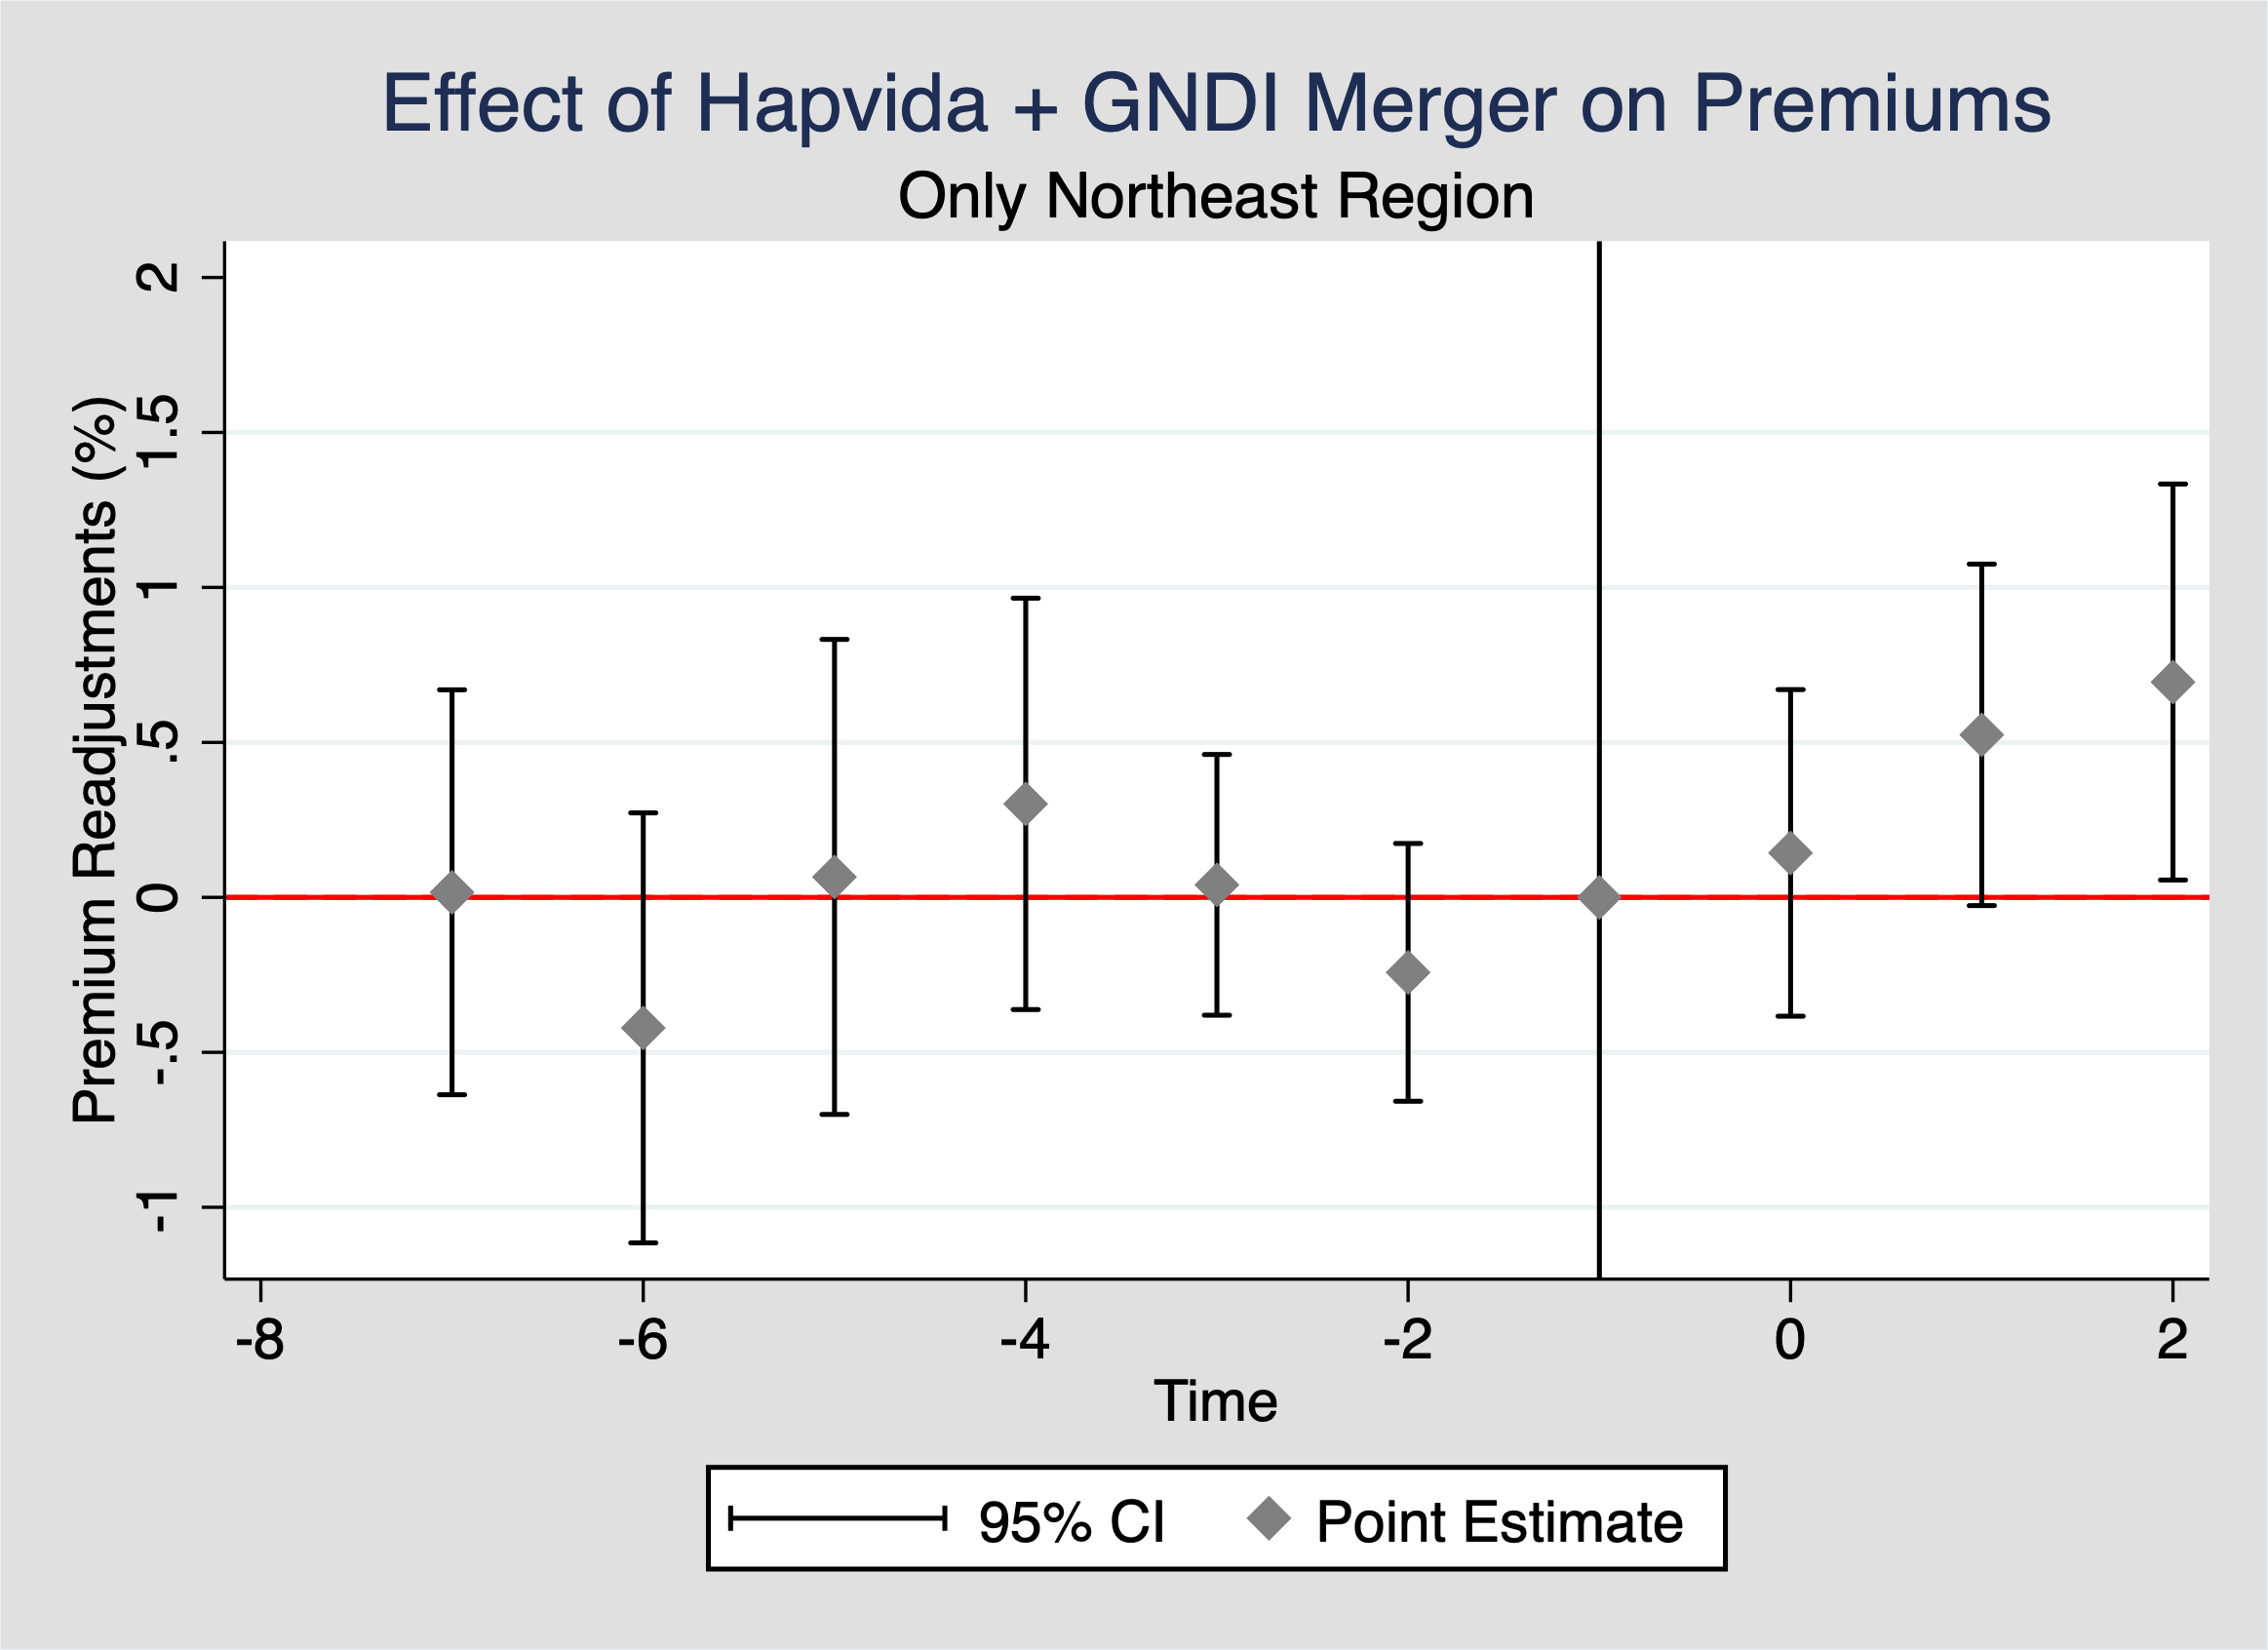 Effect of Hapvida + GNDI Merger on Premiums
Only Northeast Region
Premium Readjustments (%)
2
1.5
1
.5
0
-.5
-1
-8 -6 -4 -2 0 2
Time
95% CI Point Estimate